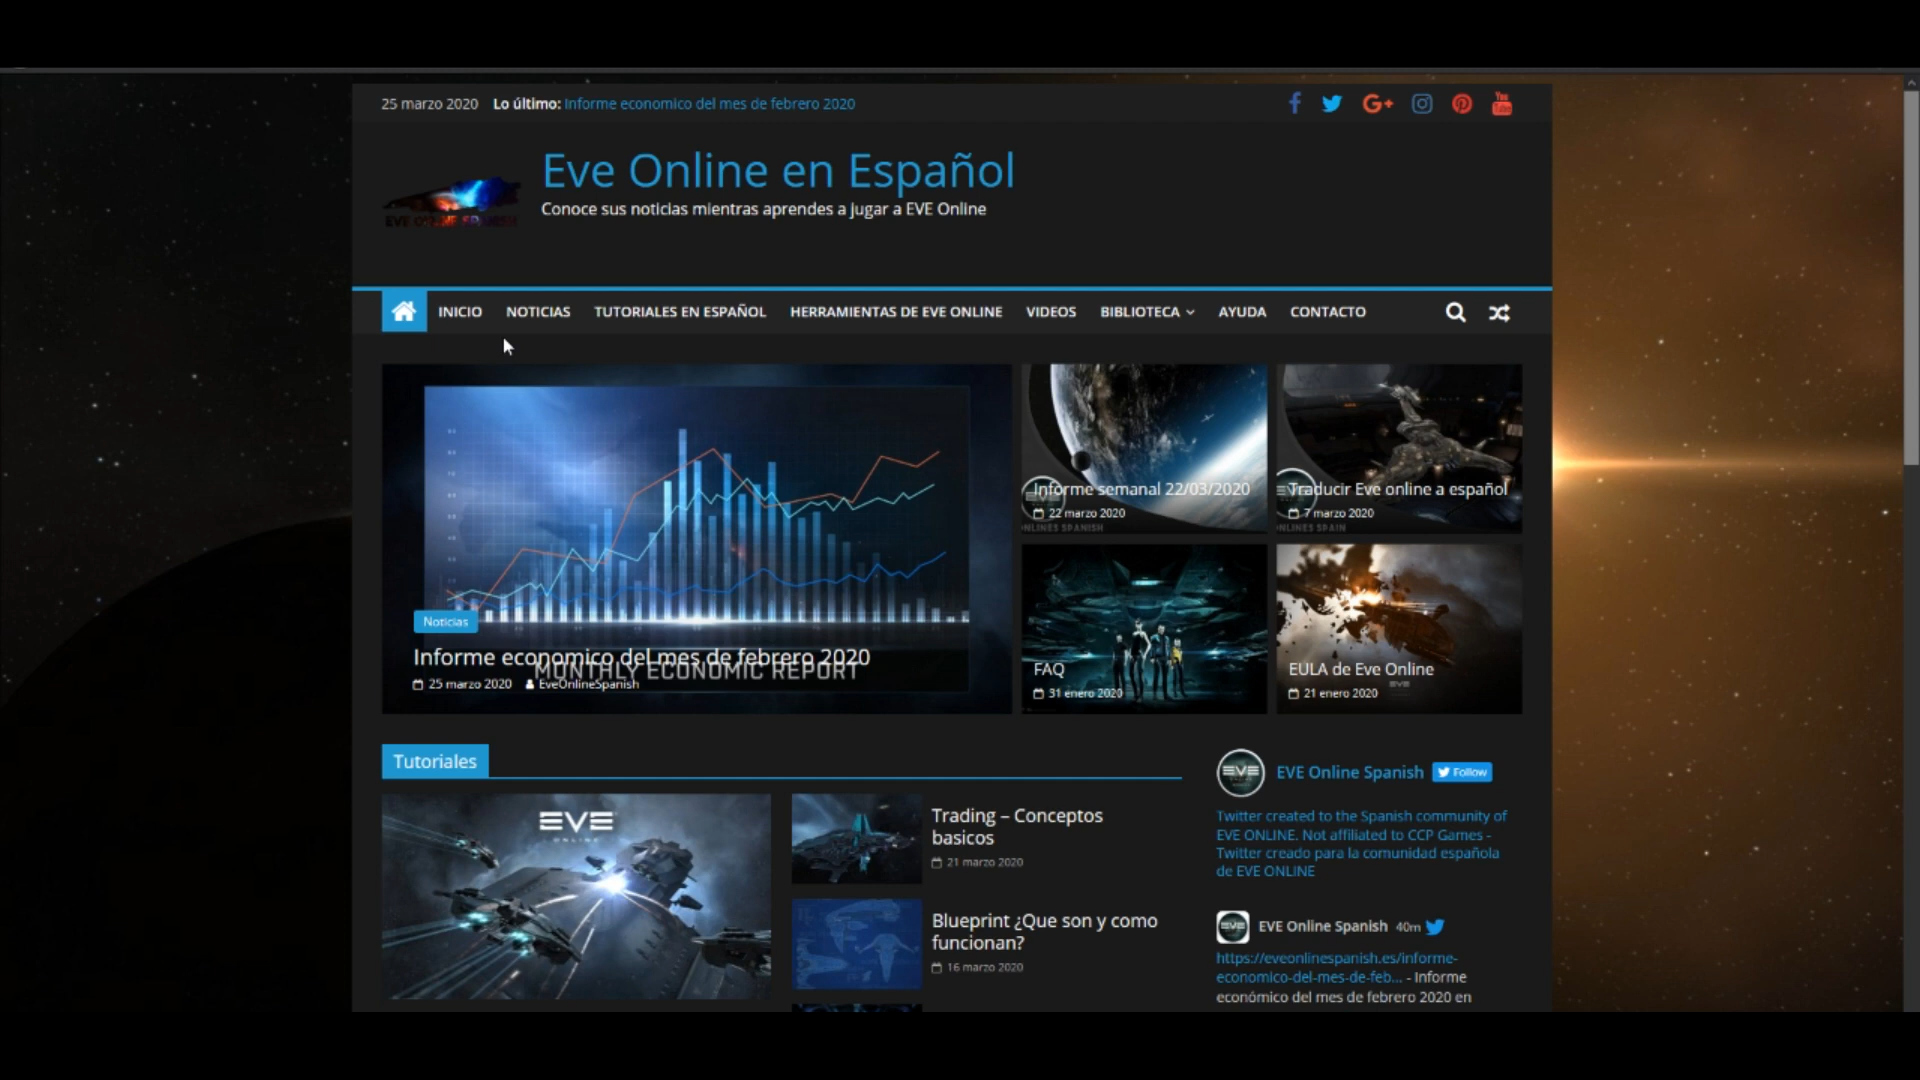 25 marzo 2020 Lo último: Informe economico del mes de febrero 2020
Eve Online en Español
Conoce sus noticias mientras aprendes a jugar a EVE Online
EVE ONLINE SPANISH
INICIO NOTICIAS TUTORIALES EN ESPAÑOL HERRAMIENTAS DE EVE ONLINE VIDEOS BIBLIOTECA AYUDA CONTACTO
Noticias
Informe economico del mes de febrero 2020
MONTHLY ECONOMIC REPORT
25 marzo 2020 EveOnlineSpanish
Informe semanal 22/03/2020
22 marzo 2020
Traducir Eve online a español
7 marzo 2020
FAQ
31 enero 2020
EULA de Eve Online
21 enero 2020
Tutoriales
EVE
ONLINE
Trading – Conceptos
basicos
21 marzo 2020
Blueprint ¿Que son y como
funcionan?
16 marzo 2020
EVE Online Spanish Follow
Twitter created to the Spanish community of
EVE ONLINE. Not affiliated to CCP Games -
Twitter creado para la comunidad española
de EVE ONLINE
EVE Online Spanish 40m
https://eveonlinespanish.es/informe-
economico-del-mes-de-feb... - Informe
económico del mes de febrero 2020 en